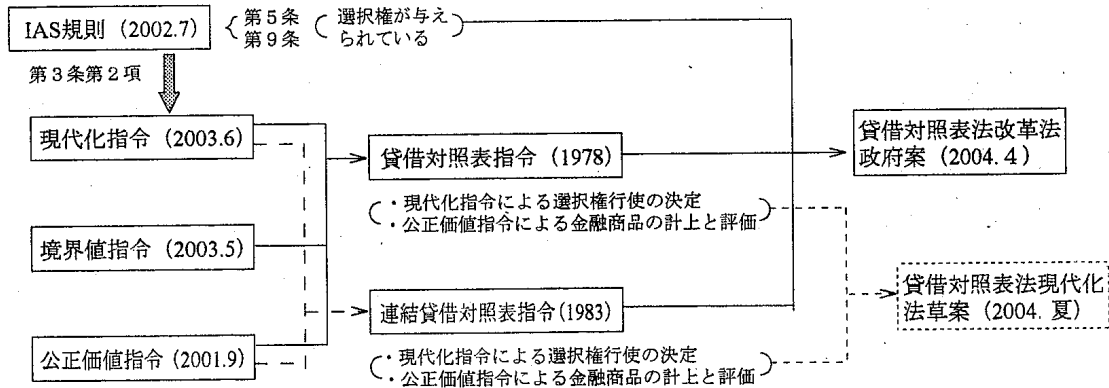 IAS規則（2002.7）
第5条
第9条
選択権が与え
られている
第3条第2項
現代化指令（2003.6）
境界値指令（2003.5）
公正価値指令（2001.9）
貸借対照表指令（1978）
・現代化指令による選択権行使の決定
・公正価値指令による金融商品の計上と評価
連結貸借対照表指令(1983)
・現代化指令による選択権行使の決定
・公正価値指令による金融商品の計上と評価
貸借対照表法改革法
政府案（2004.4）
貸借対照表法現代化
法草案（2004.夏）